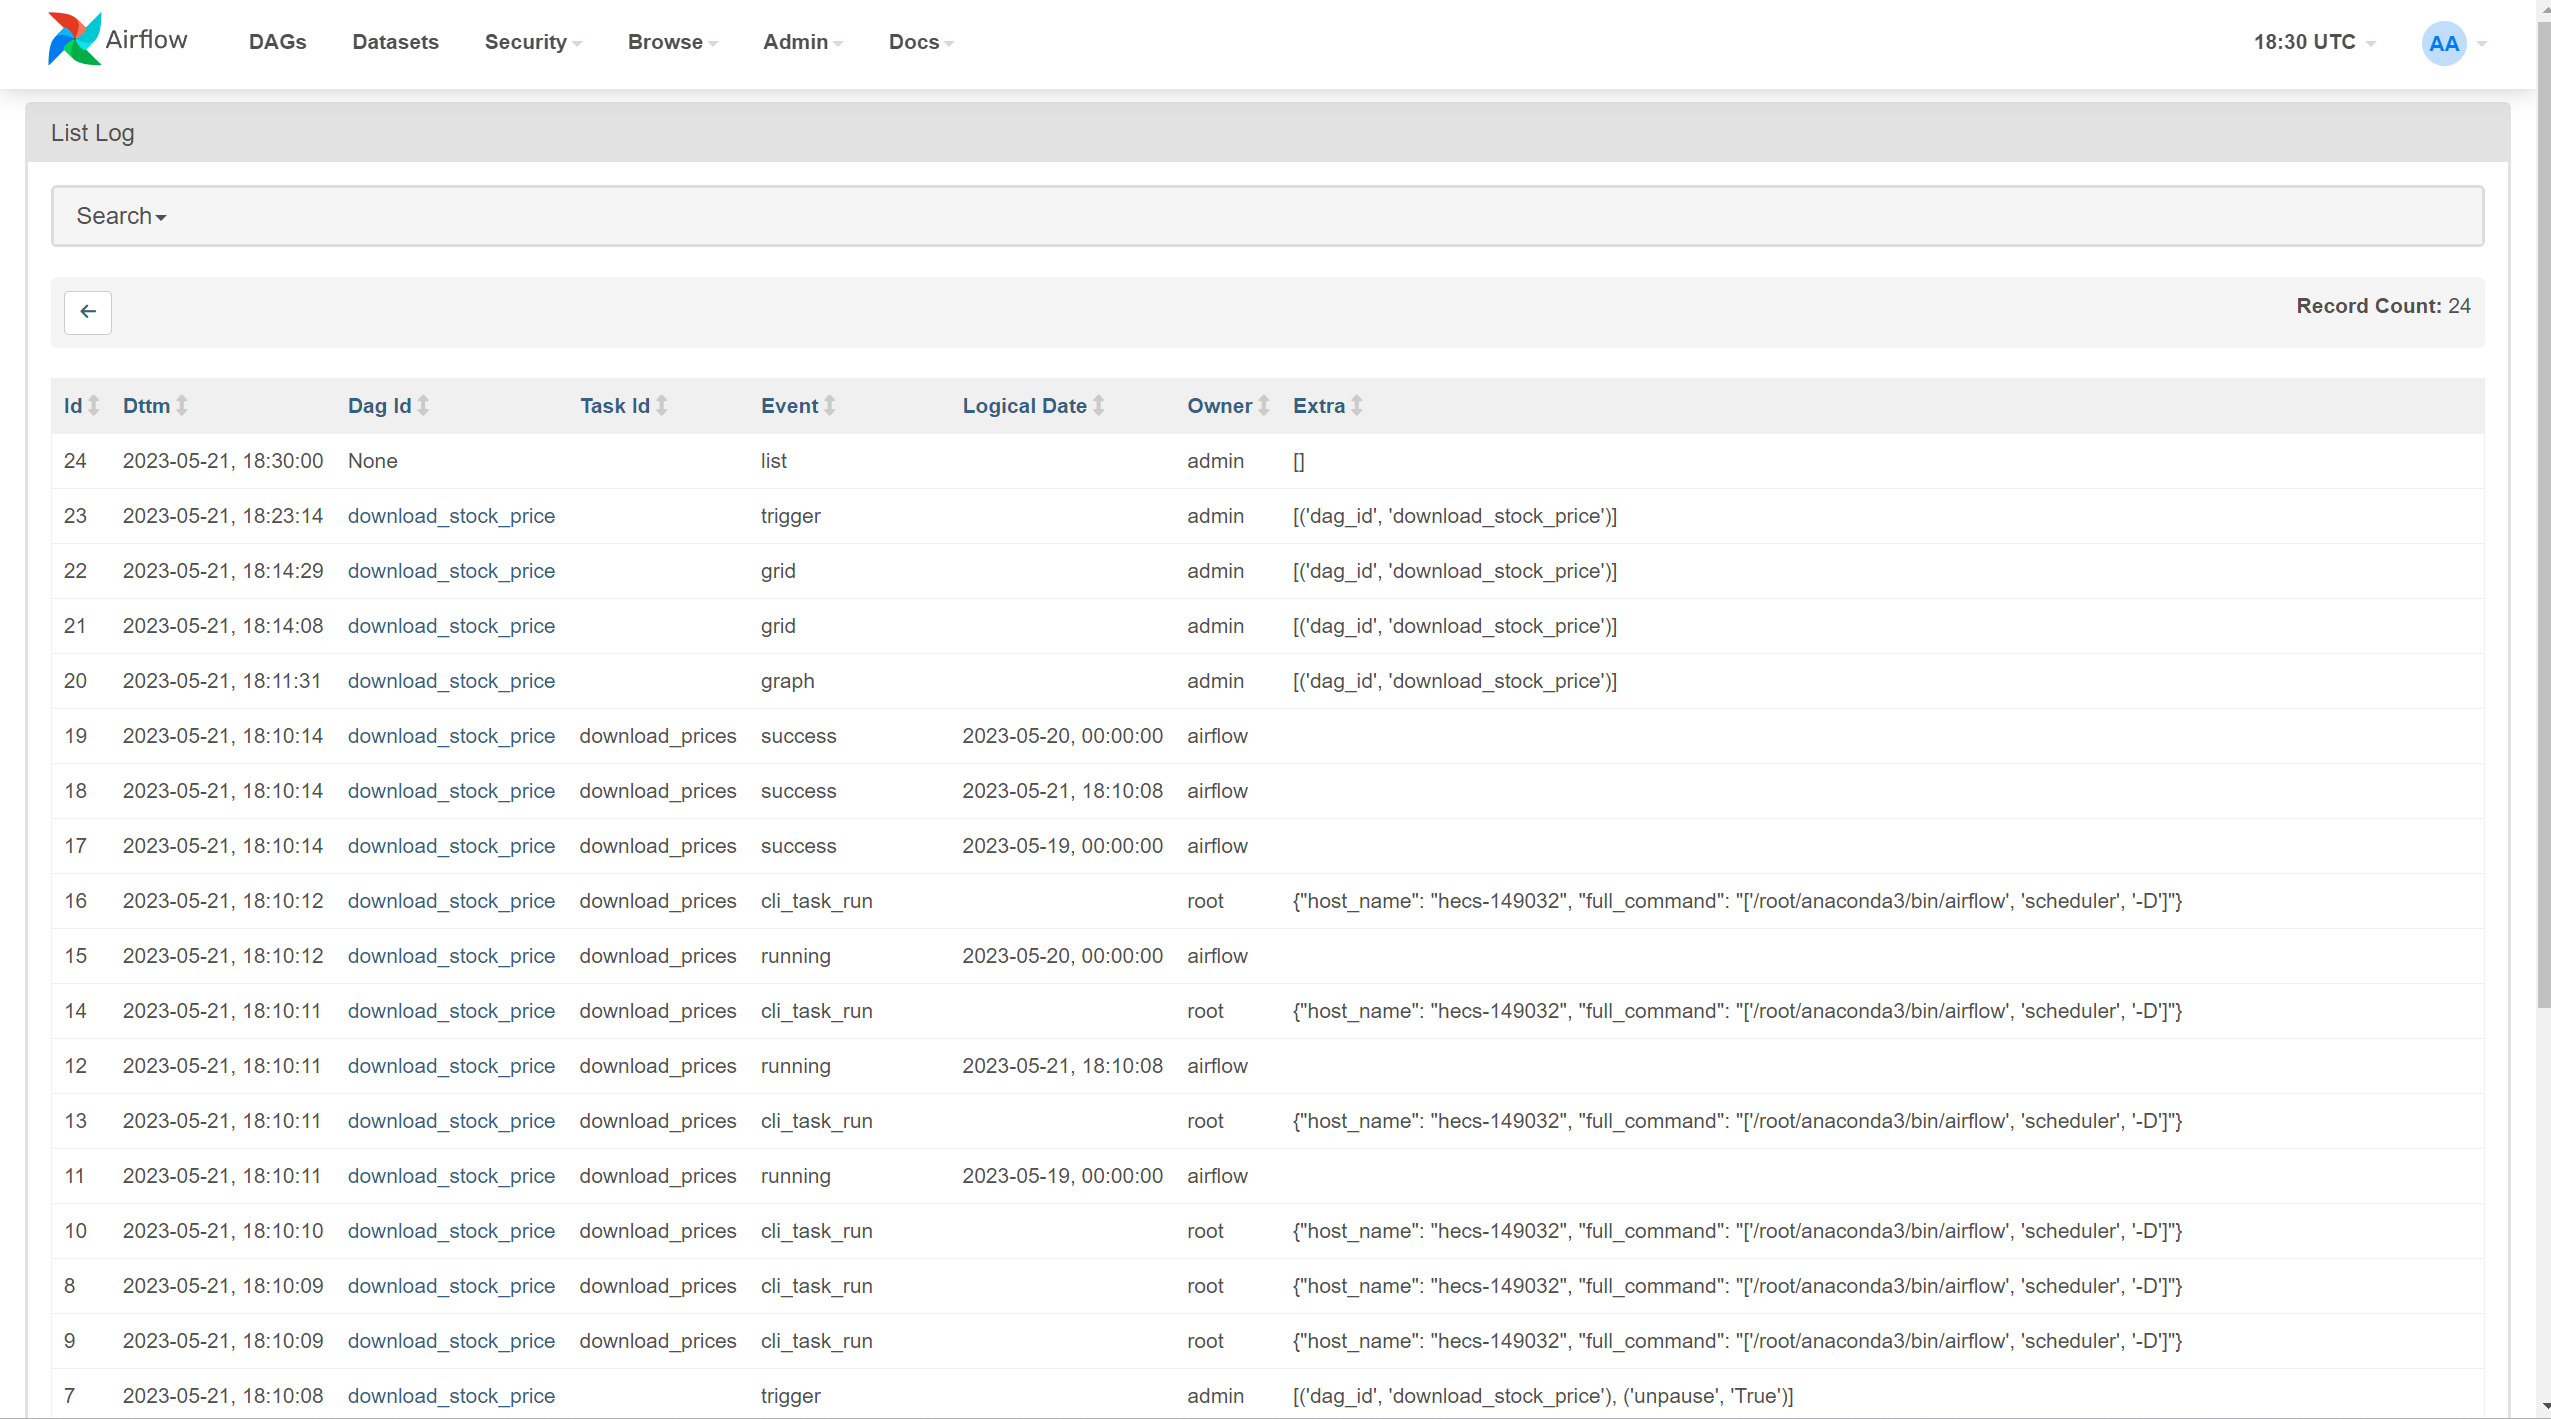 Airflow DAGs Datasets Security Browse Admin Docs 18:30 UTC AA
List Log
Search
Record Count: 24
Id Dttm Dag Id Task Id Event Logical Date Owner Extra
24 2023-05-21, 18:30:00 None list admin []
23 2023-05-21, 18:23:14 download_stock_price trigger admin [('dag_id', 'download_stock_price')]
22 2023-05-21, 18:14:29 download_stock_price grid admin [('dag_id', 'download_stock_price')]
21 2023-05-21, 18:14:08 download_stock_price grid admin [('dag_id', 'download_stock_price')]
20 2023-05-21, 18:11:31 download_stock_price graph admin [('dag_id', 'download_stock_price')]
19 2023-05-21, 18:10:14 download_stock_price download_prices success 2023-05-20, 00:00:00 airflow
18 2023-05-21, 18:10:14 download_stock_price download_prices success 2023-05-21, 18:10:08 airflow
17 2023-05-21, 18:10:14 download_stock_price download_prices success 2023-05-19, 00:00:00 airflow
16 2023-05-21, 18:10:12 download_stock_price download_prices cli_task_run root {"host_name": "hecs-149032", "full_command": "['/root/anaconda3/bin/airflow', 'scheduler', '-D']"}
15 2023-05-21, 18:10:12 download_stock_price download_prices running 2023-05-20, 00:00:00 airflow
14 2023-05-21, 18:10:11 download_stock_price download_prices cli_task_run root {"host_name": "hecs-149032", "full_command": "['/root/anaconda3/bin/airflow', 'scheduler', '-D']"}
12 2023-05-21, 18:10:11 download_stock_price download_prices running 2023-05-21, 18:10:08 airflow
13 2023-05-21, 18:10:11 download_stock_price download_prices cli_task_run root {"host_name": "hecs-149032", "full_command": "['/root/anaconda3/bin/airflow', 'scheduler', '-D']"}
11 2023-05-21, 18:10:11 download_stock_price download_prices running 2023-05-19, 00:00:00 airflow
10 2023-05-21, 18:10:10 download_stock_price download_prices cli_task_run root {"host_name": "hecs-149032", "full_command": "['/root/anaconda3/bin/airflow', 'scheduler', '-D']"}
8 2023-05-21, 18:10:09 download_stock_price download_prices cli_task_run root {"host_name": "hecs-149032", "full_command": "['/root/anaconda3/bin/airflow', 'scheduler', '-D']"}
9 2023-05-21, 18:10:09 download_stock_price download_prices cli_task_run root {"host_name": "hecs-149032", "full_command": "['/root/anaconda3/bin/airflow', 'scheduler', '-D']"}
7 2023-05-21, 18:10:08 download_stock_price trigger admin [('dag_id', 'download_stock_price'), ('unpause', 'True')]